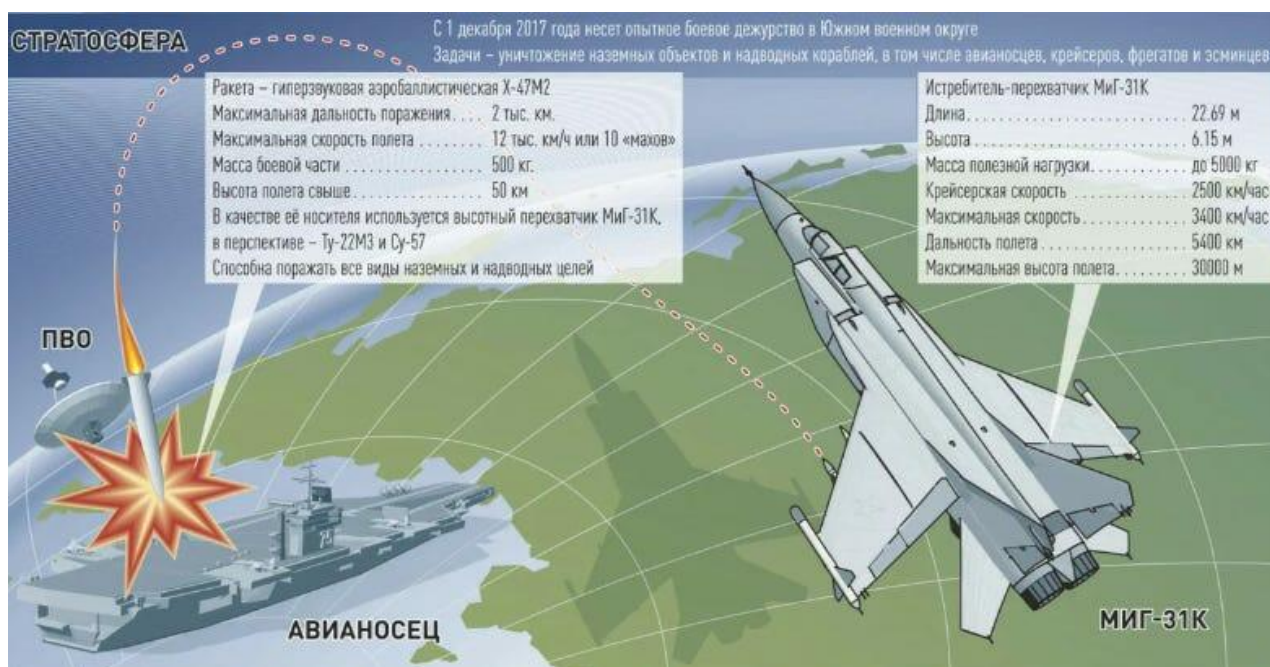 СТРАТОСФЕРА
С 1 декабря 2017 года несет опытное боевое дежурство в Южном военном округе
Задачи – уничтожение наземных объектов и надводных кораблей, в том числе авианосцев, крейсеров, фрегатов и эсминцев
Ракета – гиперзвуковая аэробаллистическая Х-47М2
Максимальная дальность поражения.... 2 тыс. км.
Максимальная скорость полета ........ 12 тыс. км/ч или 10 «махов»
Масса боевой части .................. 500 кг.
Высота полета свыше................. 50 км
В качестве её носителя используется высотный перехватчик МиГ-31К,
в перспективе – Ту-22М3 и Су-57
Способна поражать все виды наземных и надводных целей
Истребитель-перехватчик МиГ-31К
Длина............................... 22.69 м
Высота.............................. 6.15 м
Масса полезной нагрузки............. до 5000 кг
Крейсерская скорость ................ 2500 км/час
Максимальная скорость............... 3400 км/час
Дальность полета.................... 5400 км
Максимальная высота полета.......... 30000 м
ПВО
АВИАНОСЕЦ
МИГ-31К